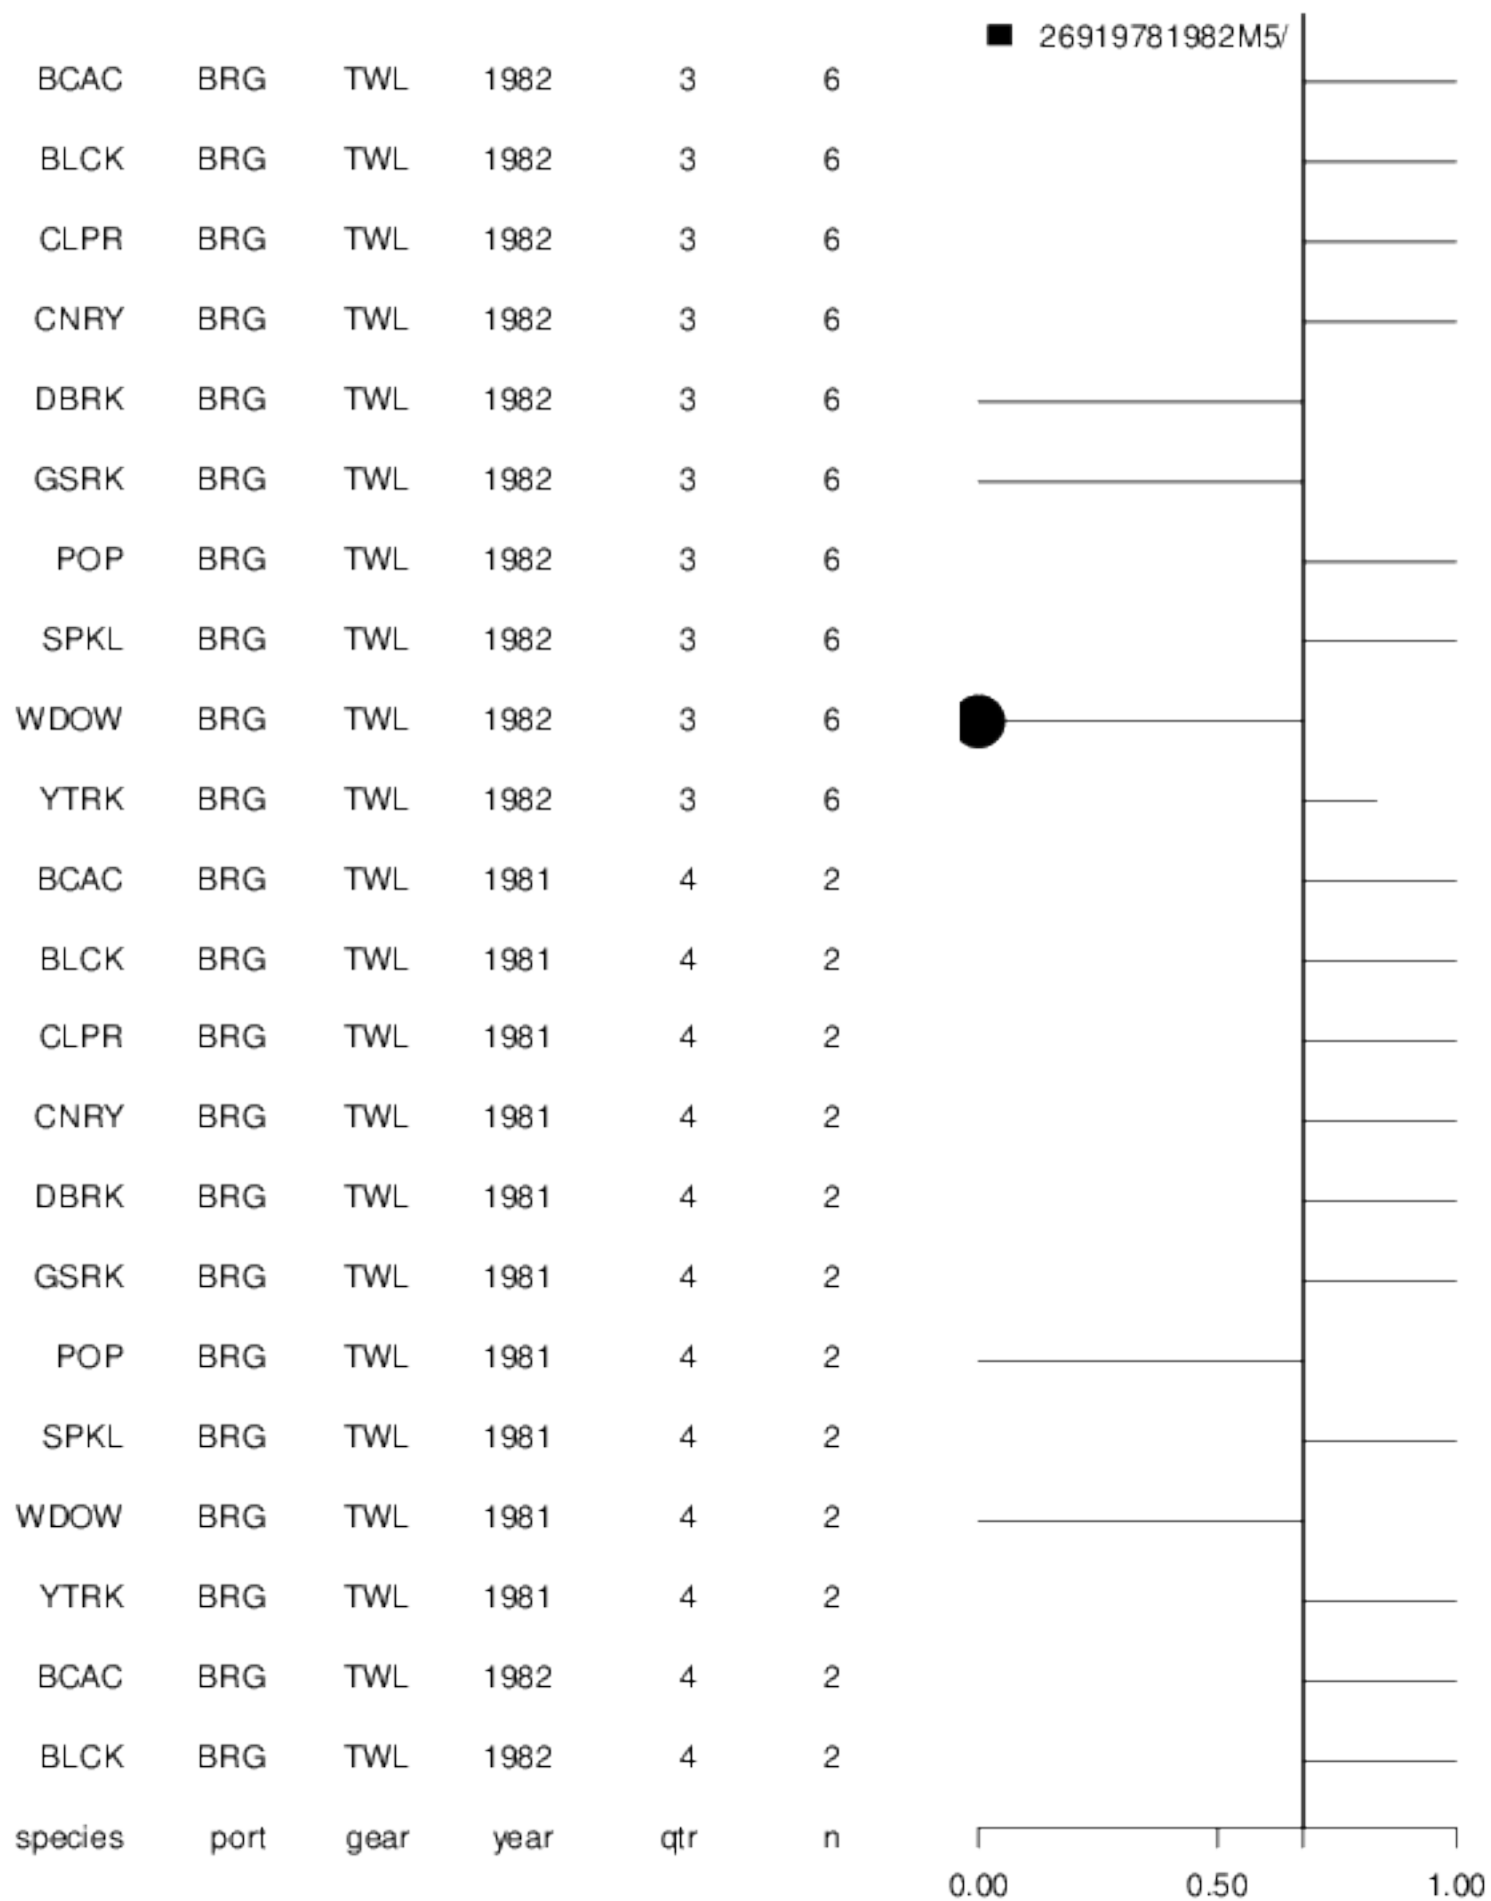 26919781982M5/
BCAC BRG TWL 1982 3 6
BLCK BRG TWL 1982 3 6
CLPR BRG TWL 1982 3 6
CNRY BRG TWL 1982 3 6
DBRK BRG TWL 1982 3 6
GSRK BRG TWL 1982 3 6
POP BRG TWL 1982 3 6
SPKL BRG TWL 1982 3 6
WDOW BRG TWL 1982 3 6
YTRK BRG TWL 1982 3 6
BCAC BRG TWL 1981 4 2
BLCK BRG TWL 1981 4 2
CLPR BRG TWL 1981 4 2
CNRY BRG TWL 1981 4 2
DBRK BRG TWL 1981 4 2
GSRK BRG TWL 1981 4 2
POP BRG TWL 1981 4 2
SPKL BRG TWL 1981 4 2
WDOW BRG TWL 1981 4 2
YTRK BRG TWL 1981 4 2
BCAC BRG TWL 1982 4 2
BLCK BRG TWL 1982 4 2
species port gear year qtr n
0.00 0.50 1.00